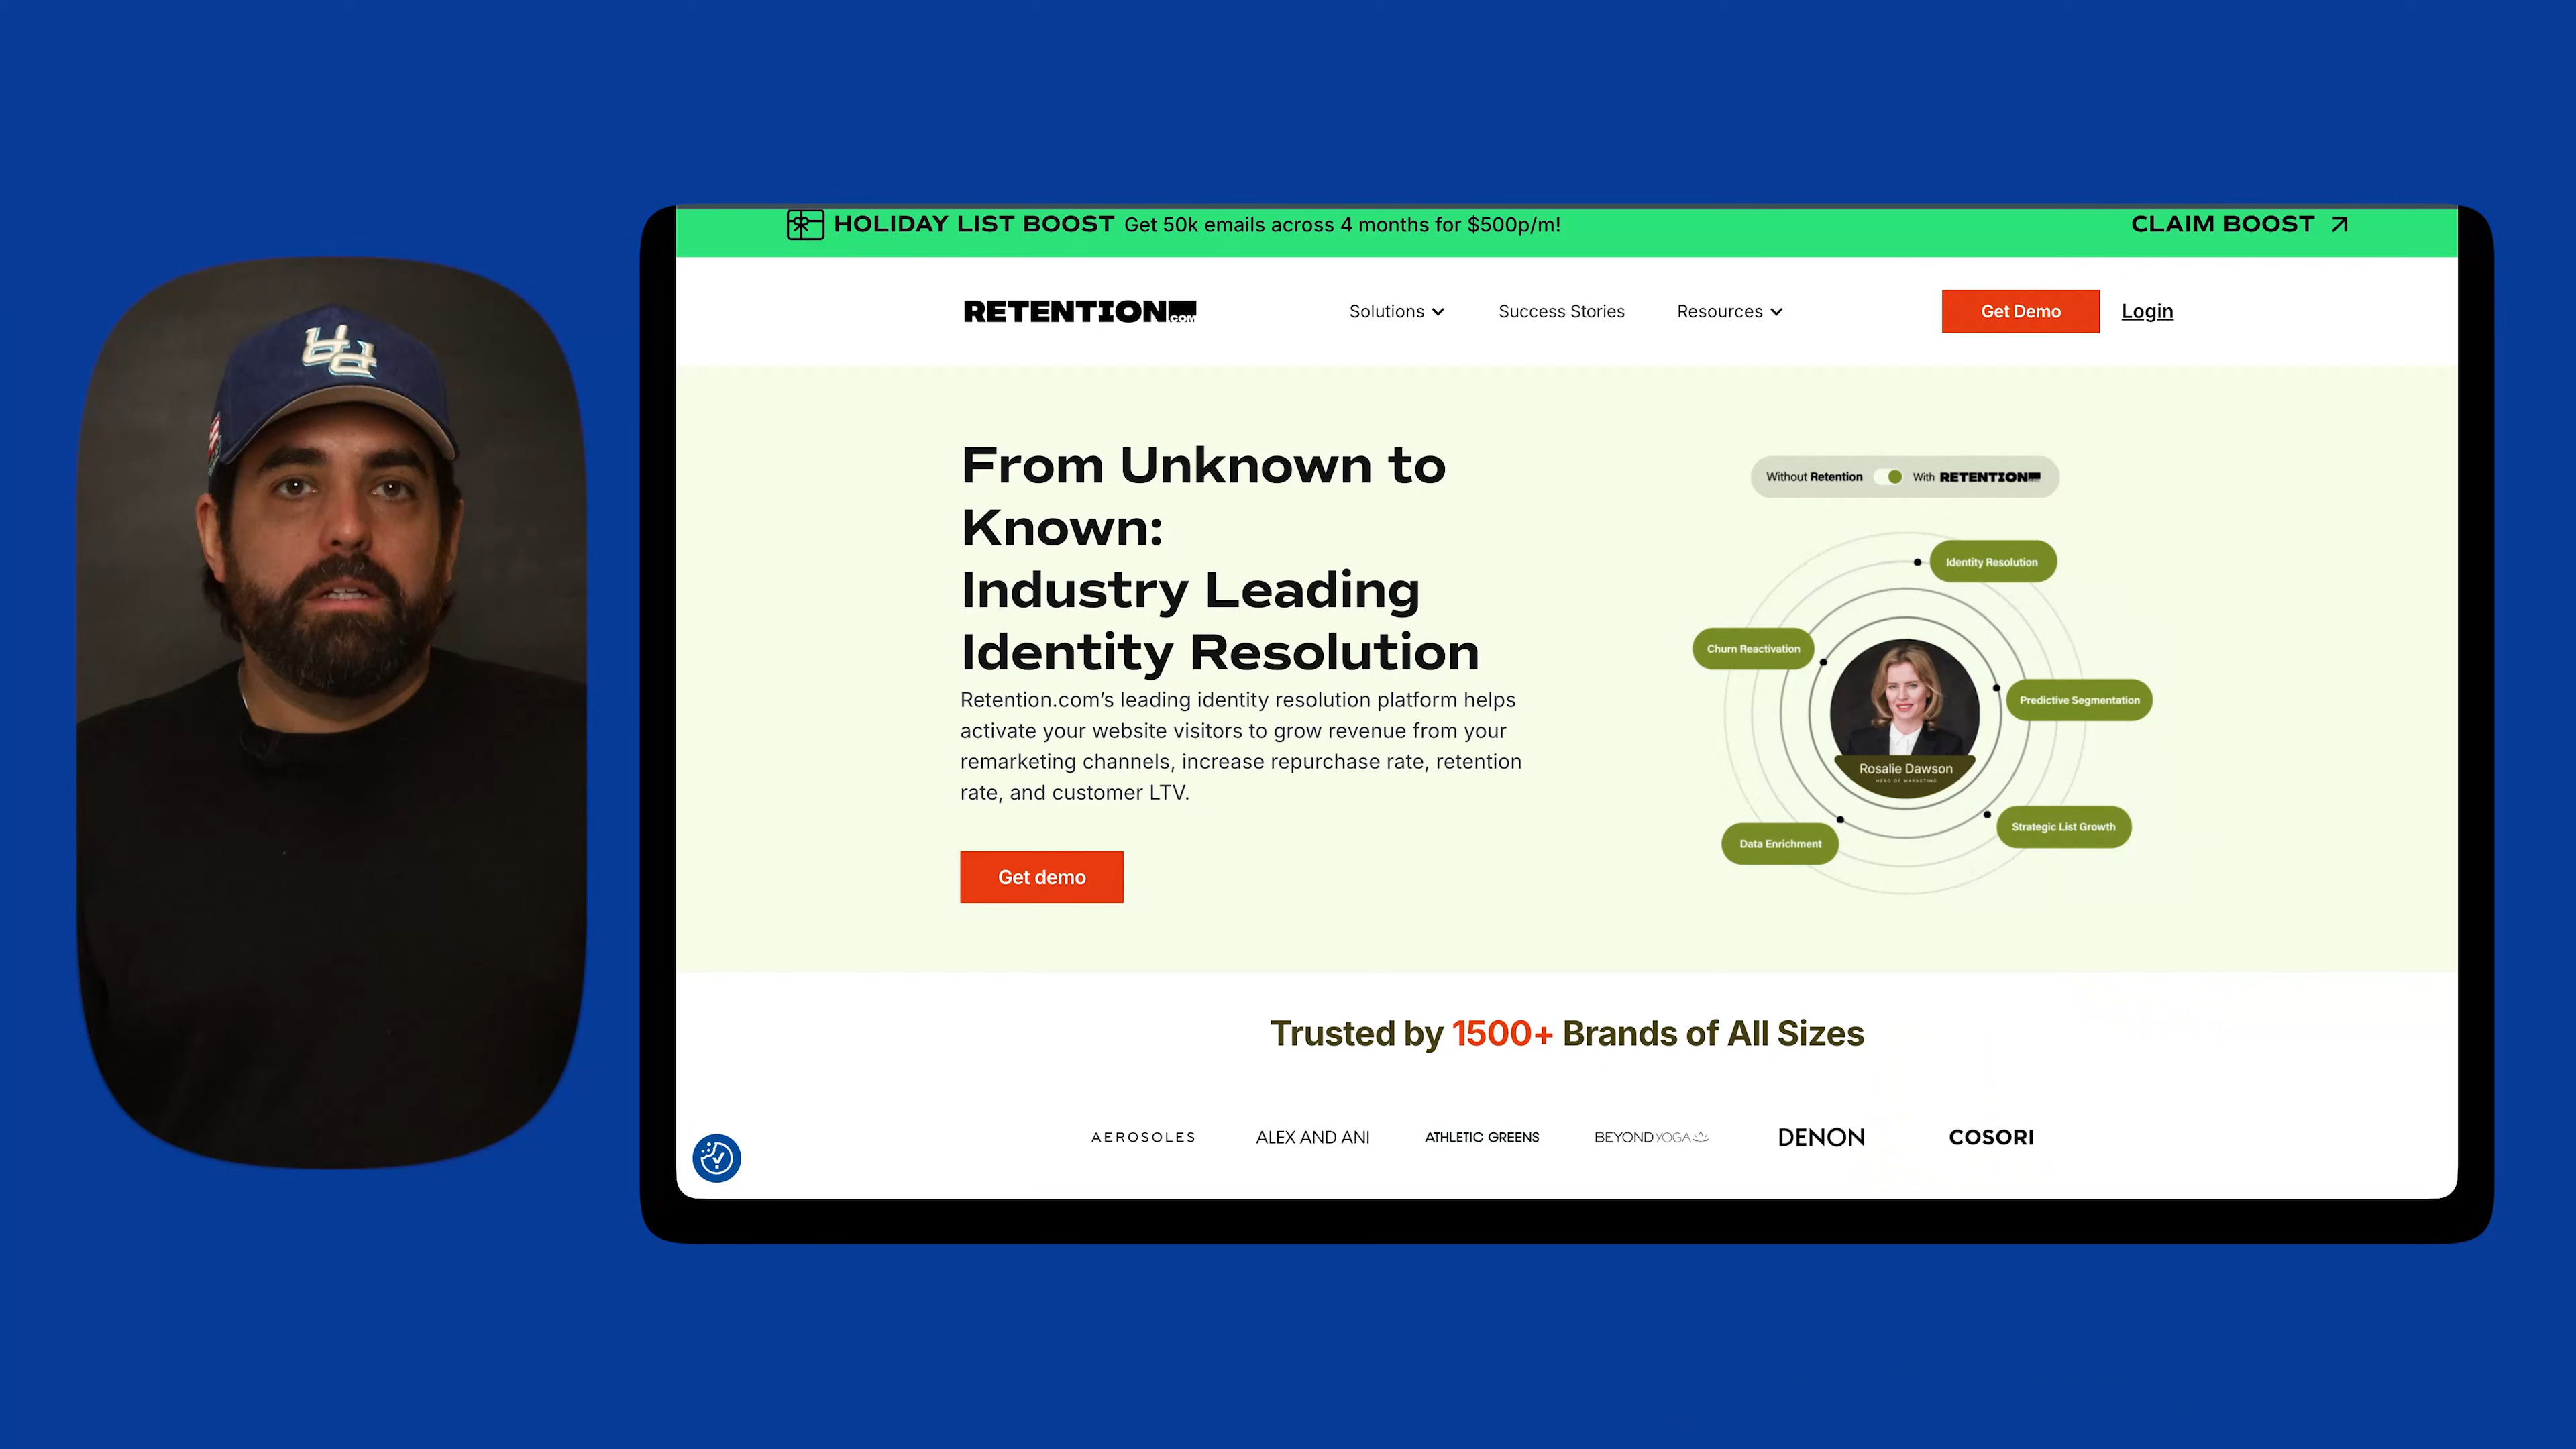 HOLIDAY LIST BOOST Get 50k emails across 4 months for $500p/m!
CLAIM BOOST
RETENTION.COM
Solutions
Success Stories
Resources
Get Demo
Login
From Unknown to
Known:
Industry Leading
Identity Resolution
Retention.com's leading identity resolution platform helps
activate your website visitors to grow revenue from your
remarketing channels, increase repurchase rate, retention
rate, and customer LTV.
Get demo
Without Retention
With RETENTION
Identity Resolution
Churn Reactivation
Predictive Segmentation
Rosalie Dawson
HEAD OF MARKETING
Strategic List Growth
Data Enrichment
Trusted by 1500+ Brands of All Sizes
AEROSOLES
ALEX AND ANI
ATHLETIC GREENS
BEYOND YOGA
DENON
COSORI